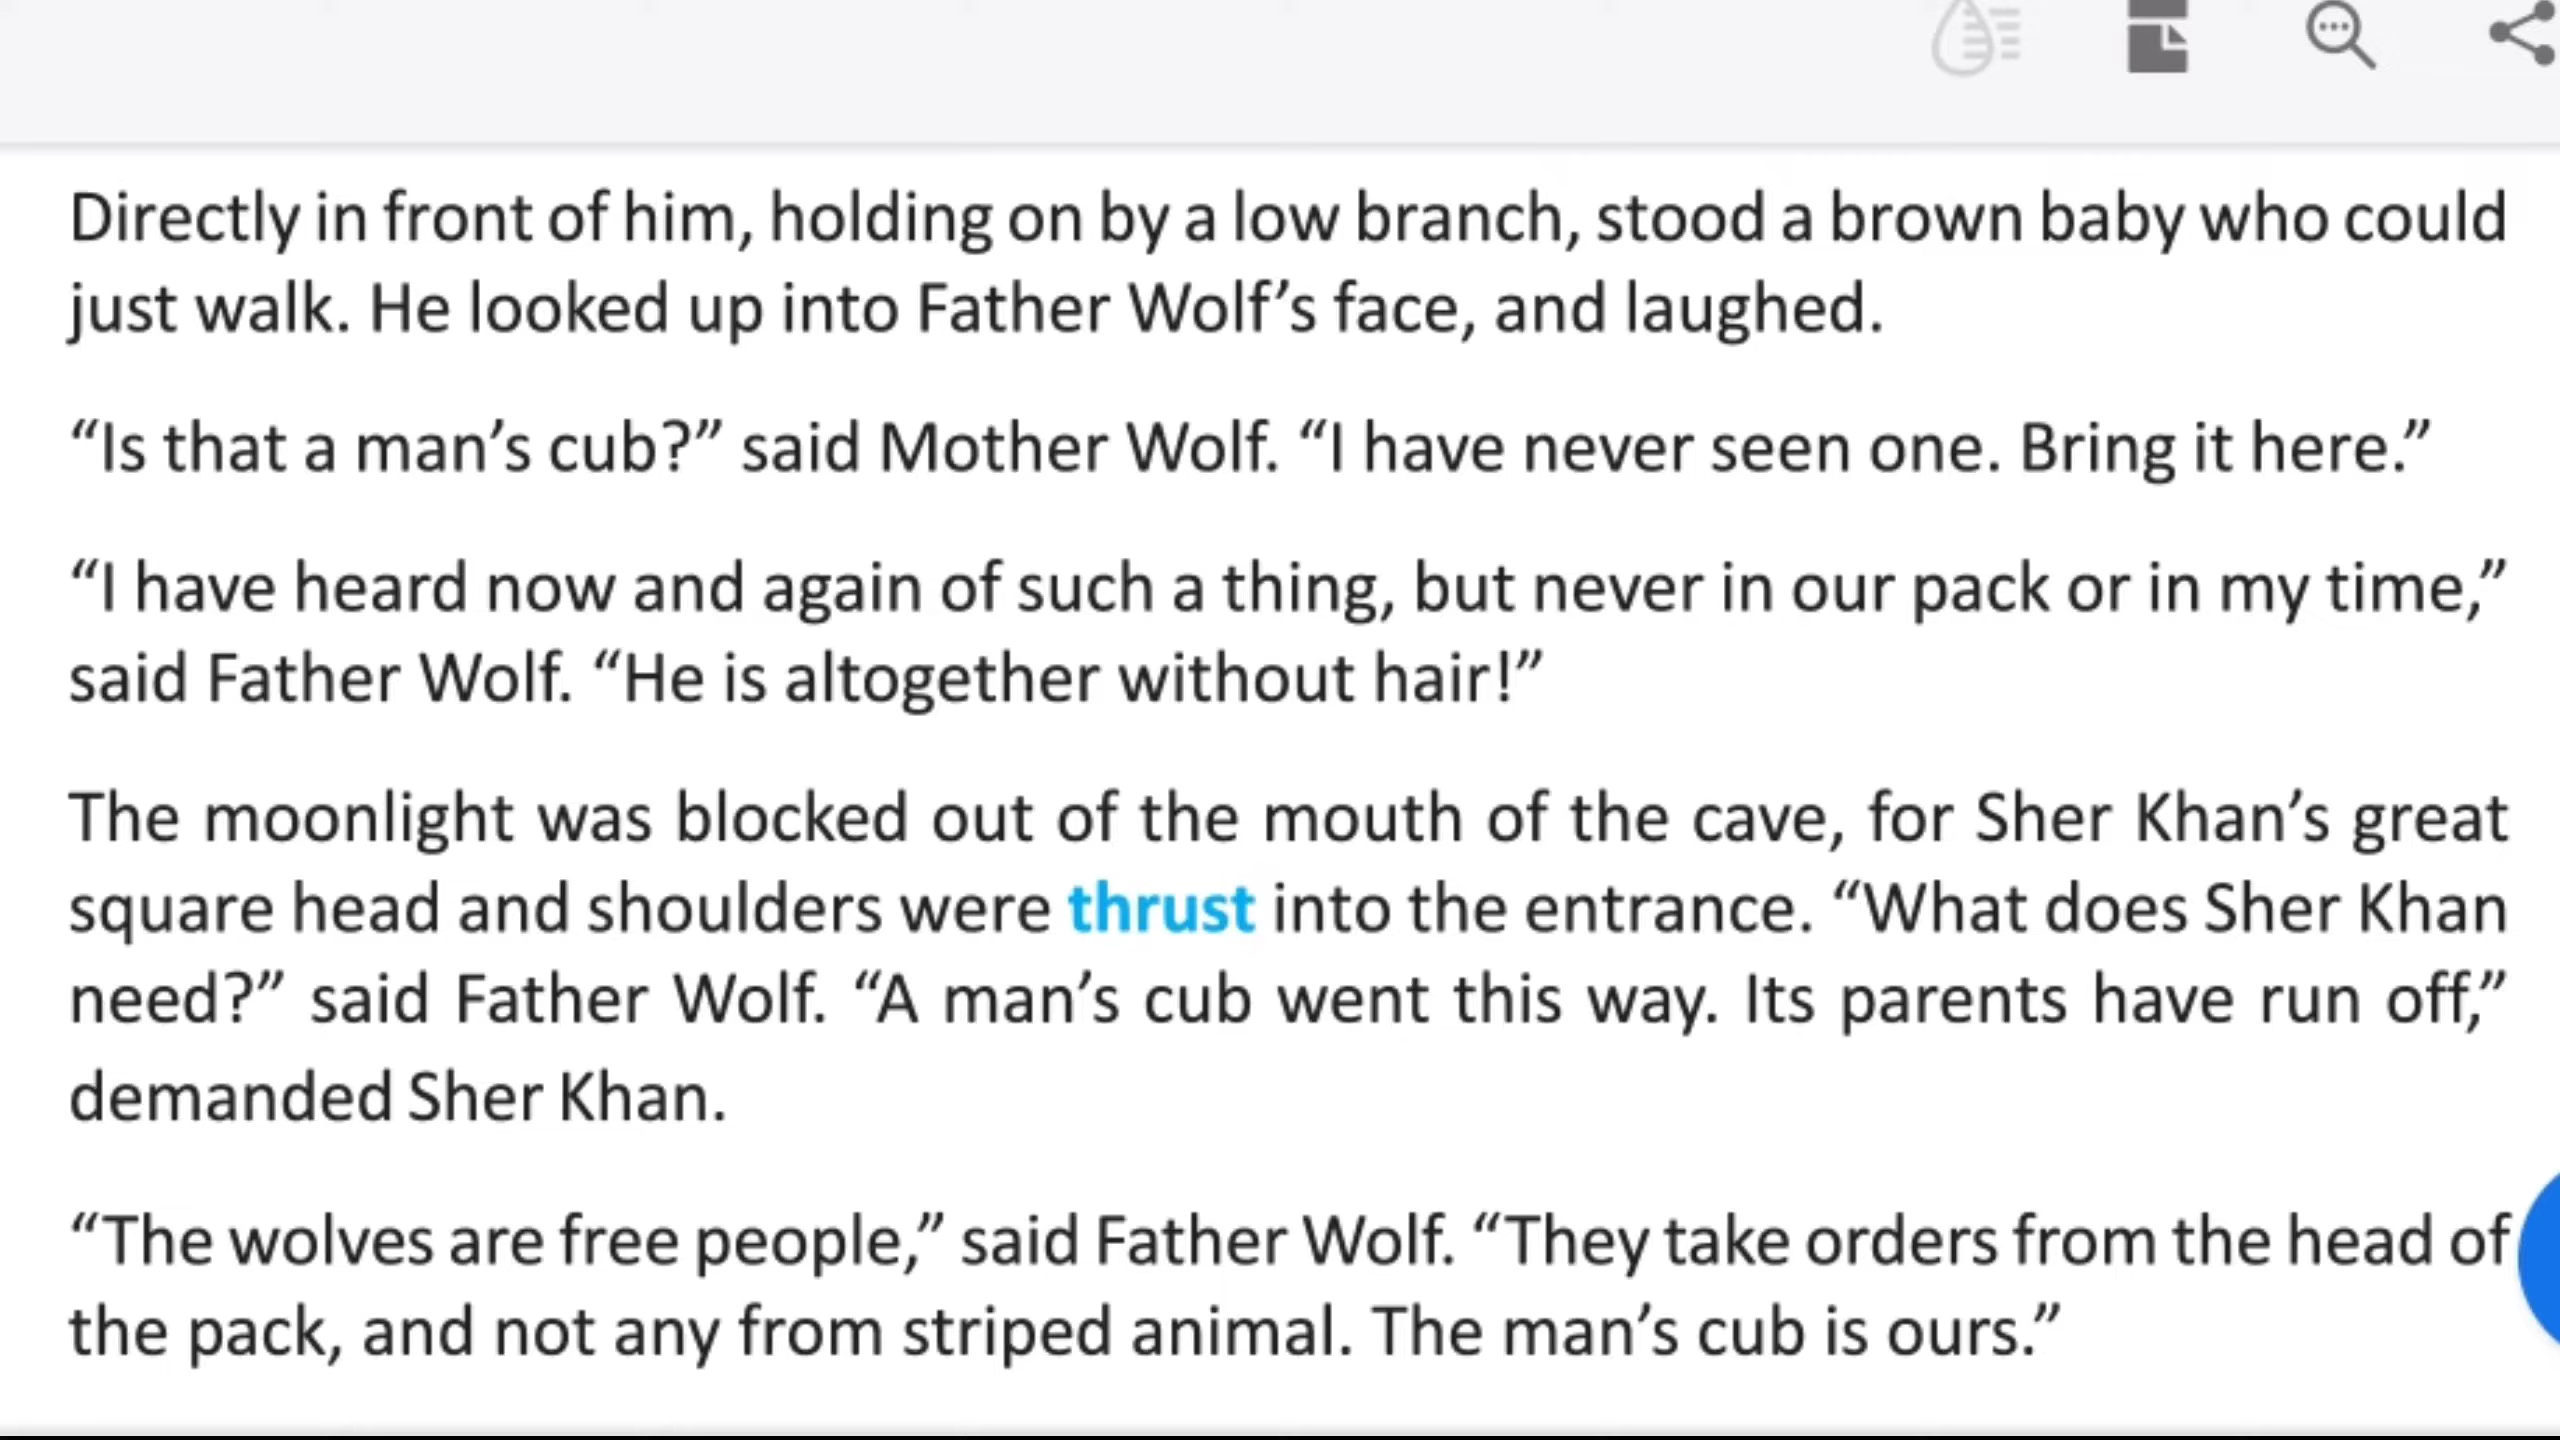 Directly in front of him, holding on by a low branch, stood a brown baby who could
just walk. He looked up into Father Wolf’s face, and laughed.
“Is that a man’s cub?” said Mother Wolf. “I have never seen one. Bring it here.”
“I have heard now and again of such a thing, but never in our pack or in my time,”
said Father Wolf. “He is altogether without hair!”
The moonlight was blocked out of the mouth of the cave, for Sher Khan’s great
square head and shoulders were thrust into the entrance. “What does Sher Khan
need?” said Father Wolf. “A man’s cub went this way. Its parents have run off,”
demanded Sher Khan.
“The wolves are free people,” said Father Wolf. “They take orders from the head of
the pack, and not any from striped animal. The man’s cub is ours.”